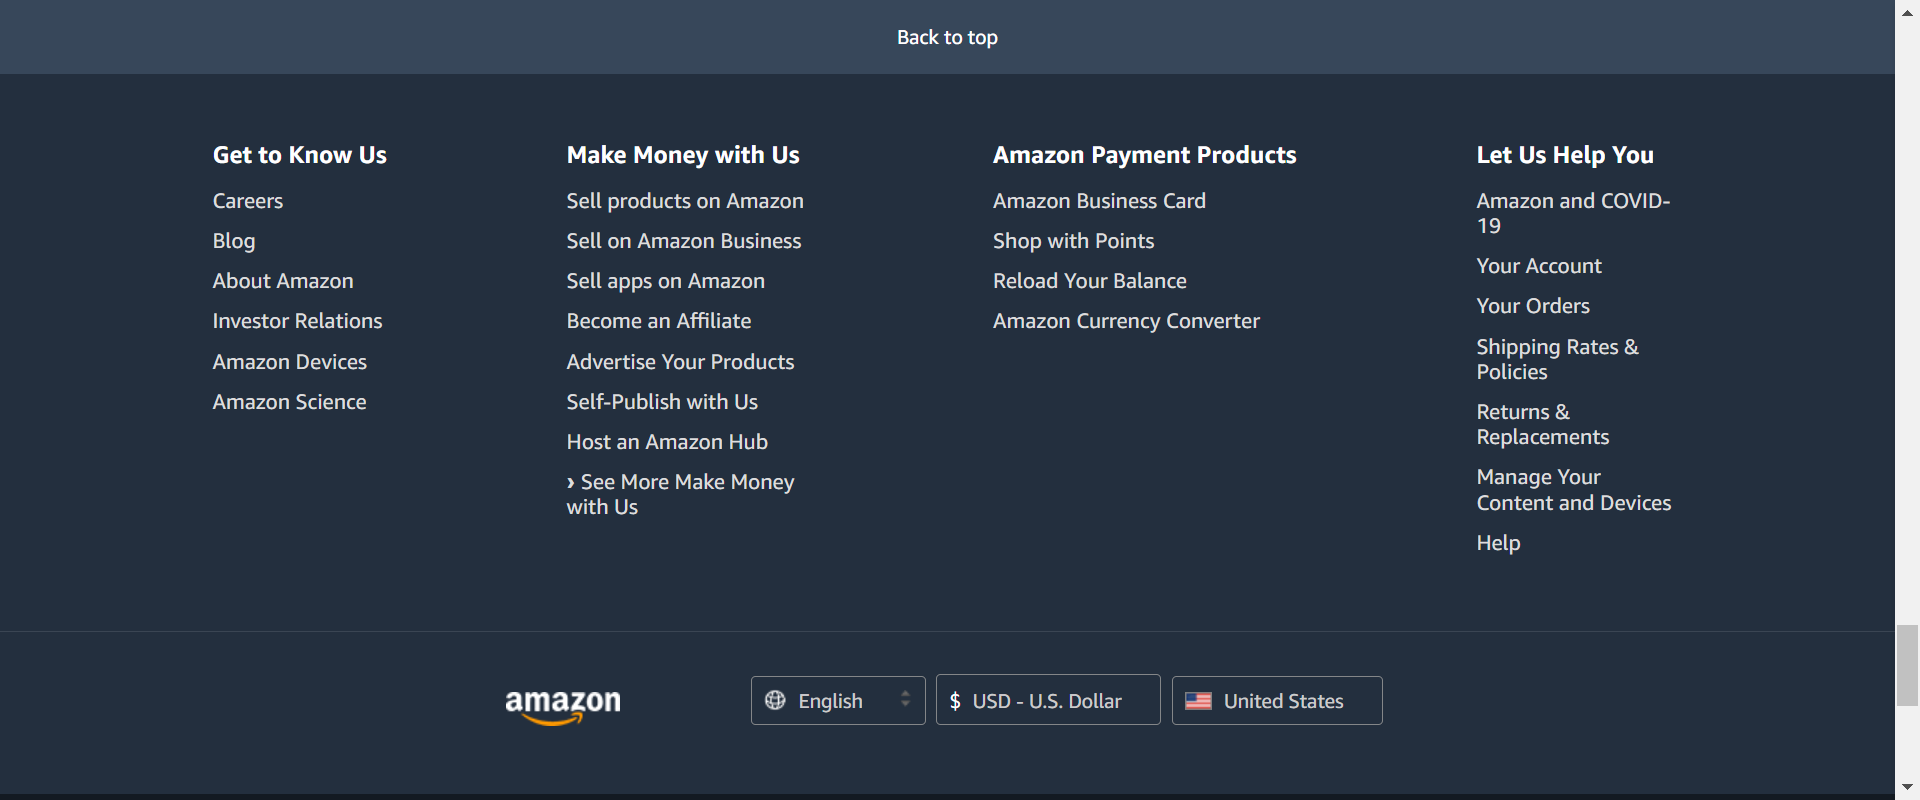 Back to top
Get to Know Us
Careers
Blog
About Amazon
Investor Relations
Amazon Devices
Amazon Science
Make Money with Us
Sell products on Amazon
Sell on Amazon Business
Sell apps on Amazon
Become an Affiliate
Advertise Your Products
Self-Publish with Us
Host an Amazon Hub
› See More Make Money
with Us
Amazon Payment Products
Amazon Business Card
Shop with Points
Reload Your Balance
Amazon Currency Converter
Let Us Help You
Amazon and COVID-
19
Your Account
Your Orders
Shipping Rates &
Policies
Returns &
Replacements
Manage Your
Content and Devices
Help
amazon
English
$ USD - U.S. Dollar
United States